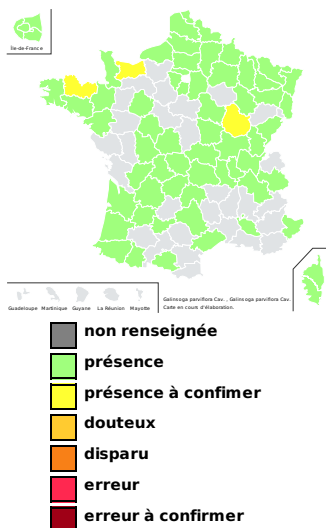 Île-de-France
Guadeloupe Martinique Guyane La Réunion Mayotte
Galinsoga parviflora Cav. , Galinsoga parviflora Cav.
Carte en cours d'élaboration.
non renseignée
présence
présence à confimer
douteux
disparu
erreur
erreur à confirmer